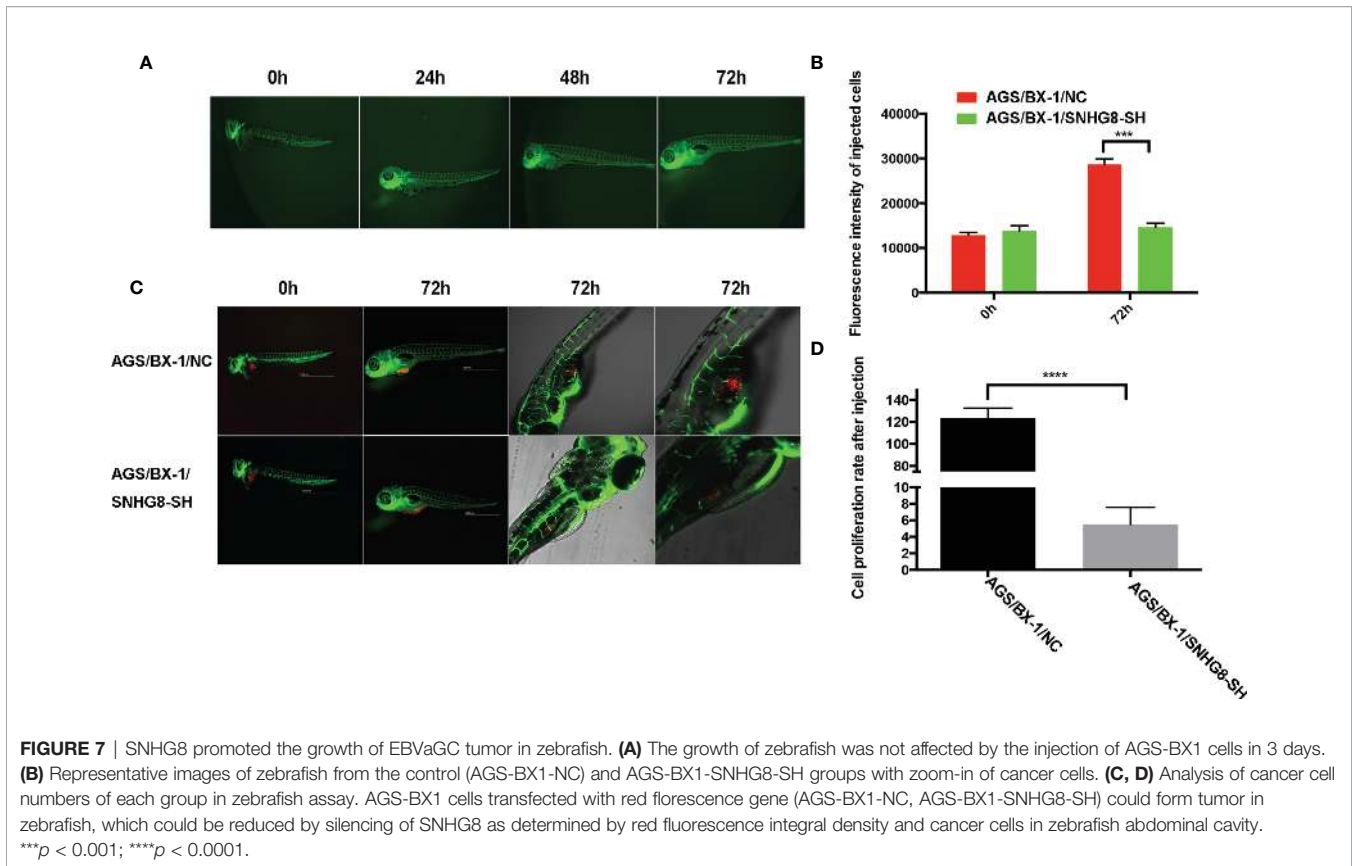 A
0h 24h 48h 72h
B
AGS/BX-1/NC
AGS/BX-1/SNHG8-SH
Fluorescence intensity of injected cells
40000
30000
20000
10000
0
***
0h
72h
C
0h 72h 72h 72h
AGS/BX-1/NC
AGS/BX-1/
SNHG8-SH
D
Cell proliferation rate after injection
140
120
100
80
60
10
8
6
4
2
0
****
AGS/BX-1/NC
AGS/BX-1/SNHG8-SH
FIGURE 7 | SNHG8 promoted the growth of EBVaGC tumor in zebrafish. (A) The growth of zebrafish was not affected by the injection of AGS-BX1 cells in 3 days.
(B) Representative images of zebrafish from the control (AGS-BX1-NC) and AGS-BX1-SNHG8-SH groups with zoom-in of cancer cells. (C, D) Analysis of cancer cell
numbers of each group in zebrafish assay. AGS-BX1 cells transfected with red florescence gene (AGS-BX1-NC, AGS-BX1-SNHG8-SH) could form tumor in
zebrafish, which could be reduced by silencing of SNHG8 as determined by red fluorescence integral density and cancer cells in zebrafish abdominal cavity.
***p < 0.001; ****p < 0.0001.